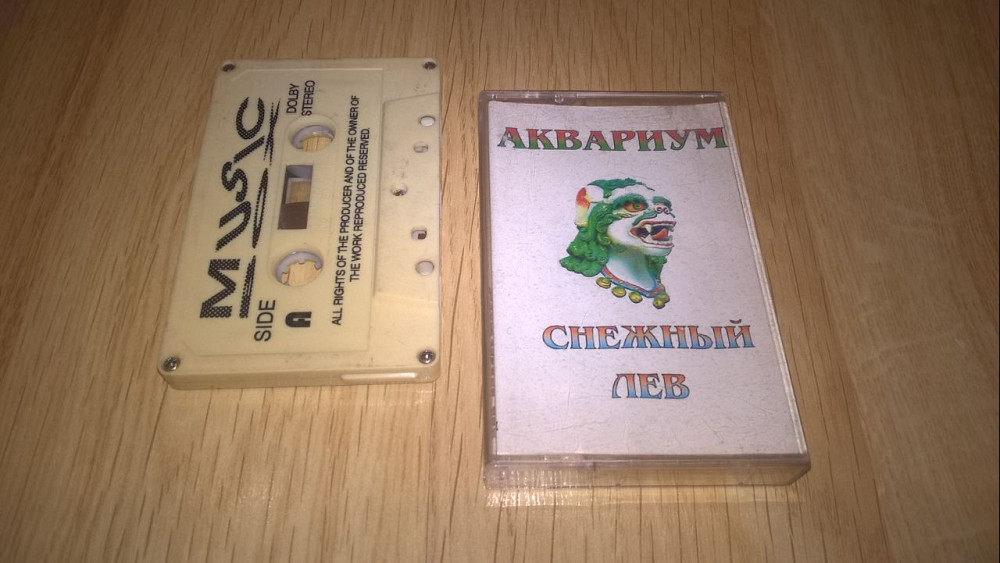 MUSIC
SIDE
A
DOLBY
STEREO
ALL RIGHTS OF THE PRODUCER AND OF THE OWNER OF
THE WORK REPRODUCED RESERVED.
АКВАРИУМ
СНЕЖНЫЙ
ЛЕВ